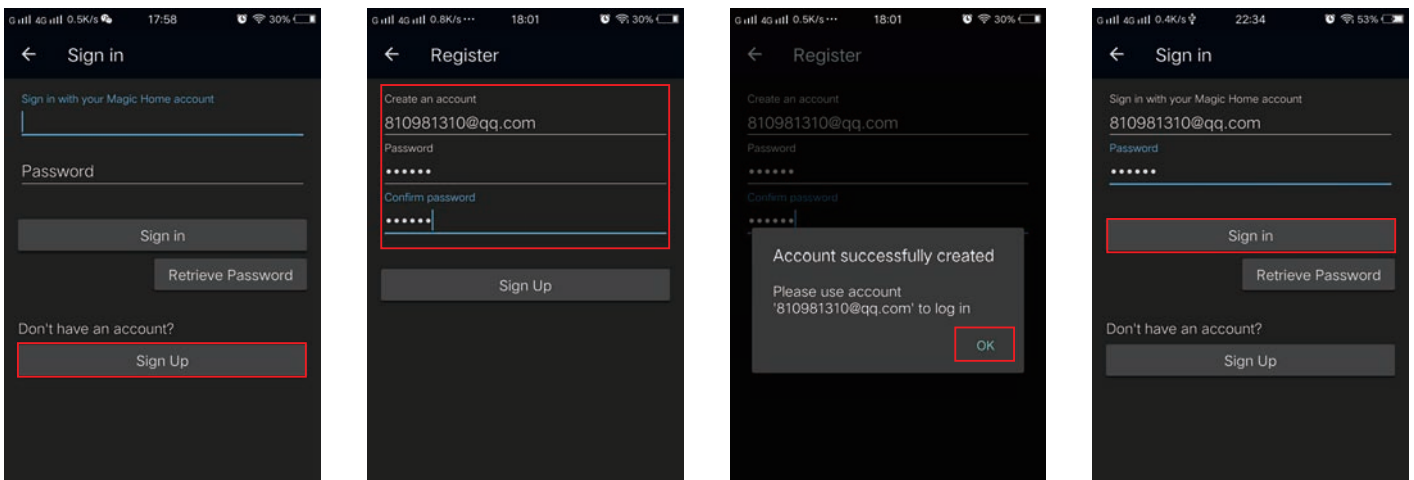 G 4G 0.5K/s 17:58 30%
Sign in
Sign in with your Magic Home account
Password
Sign in
Retrieve Password
Don't have an account?
Sign Up
G 4G 0.8K/s ··· 18:01 30%
Register
Create an account
810981310@qq.com
Password
••••••
Confirm password
••••••
Sign Up
G 4G 0.5K/s ··· 18:01 30%
Register
Create an account
810981310@qq.com
Password
••••••
Confirm password
••••••
Account successfully created
Please use account
'810981310@qq.com' to log in
OK
G 4G 0.4K/s 22:34 53%
Sign in
Sign in with your Magic Home account
810981310@qq.com
Password
••••••
Sign in
Retrieve Password
Don't have an account?
Sign Up